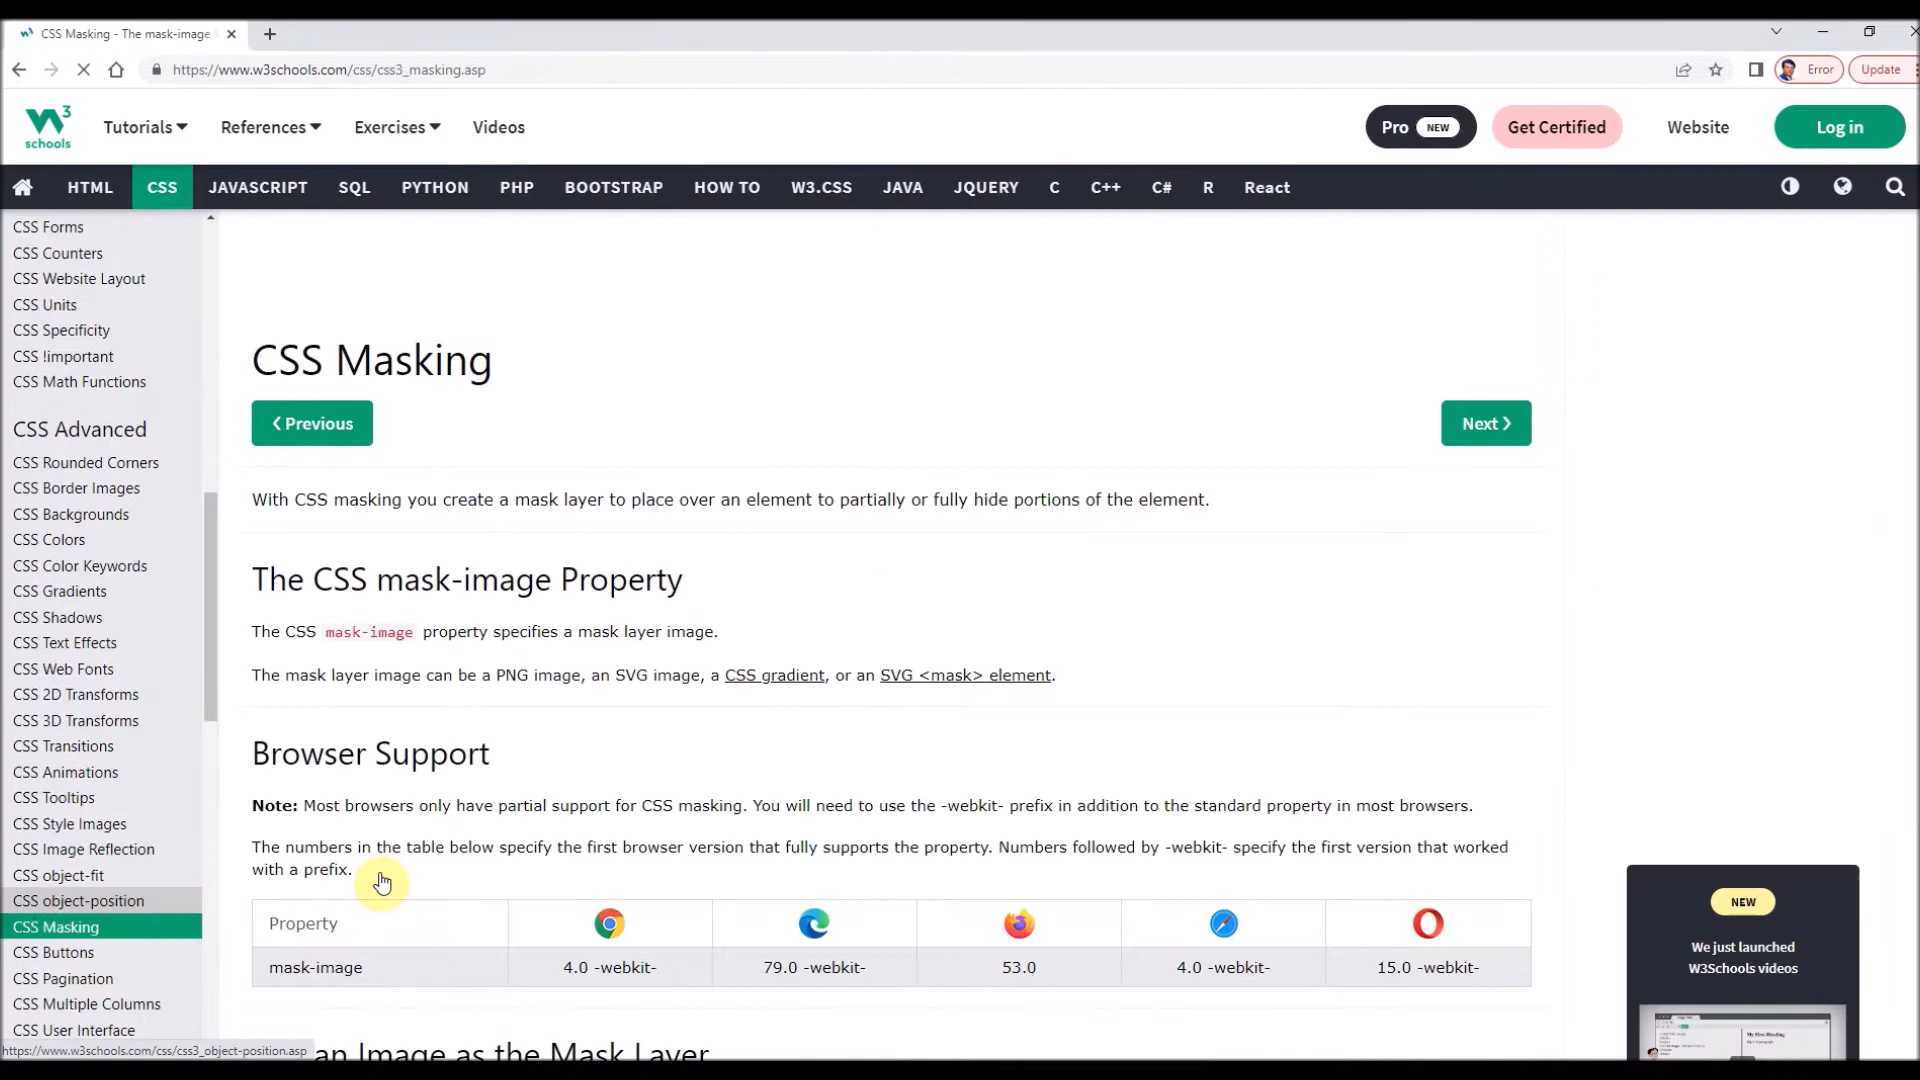 CSS Masking - The mask-image
https://www.w3schools.com/css/css3_masking.asp
Error
Update
W3 schools
Tutorials
References
Exercises
Videos
Pro NEW
Get Certified
Website
Log in
HTML
CSS
JAVASCRIPT
SQL
PYTHON
PHP
BOOTSTRAP
HOW TO
W3.CSS
JAVA
JQUERY
C
C++
C#
R
React
CSS Forms
CSS Counters
CSS Website Layout
CSS Units
CSS Specificity
CSS !important
CSS Math Functions
CSS Advanced
CSS Rounded Corners
CSS Border Images
CSS Backgrounds
CSS Colors
CSS Color Keywords
CSS Gradients
CSS Shadows
CSS Text Effects
CSS Web Fonts
CSS 2D Transforms
CSS 3D Transforms
CSS Transitions
CSS Animations
CSS Tooltips
CSS Style Images
CSS Image Reflection
CSS object-fit
CSS object-position
CSS Masking
CSS Buttons
CSS Pagination
CSS Multiple Columns
CSS User Interface
https://www.w3schools.com/css/css3_object-position.asp
CSS Masking
❮ Previous
Next ❯
With CSS masking you create a mask layer to place over an element to partially or fully hide portions of the element.
The CSS mask-image Property
The CSS mask-image property specifies a mask layer image.
The mask layer image can be a PNG image, an SVG image, a CSS gradient, or an SVG <mask> element.
Browser Support
Note: Most browsers only have partial support for CSS masking. You will need to use the -webkit- prefix in addition to the standard property in most browsers.
The numbers in the table below specify the first browser version that fully supports the property. Numbers followed by -webkit- specify the first version that worked
with a prefix.
Property
mask-image 4.0 -webkit- 79.0 -webkit- 53.0 4.0 -webkit- 15.0 -webkit-
an Image as the Mask Layer
NEW
We just launched
W3Schools videos